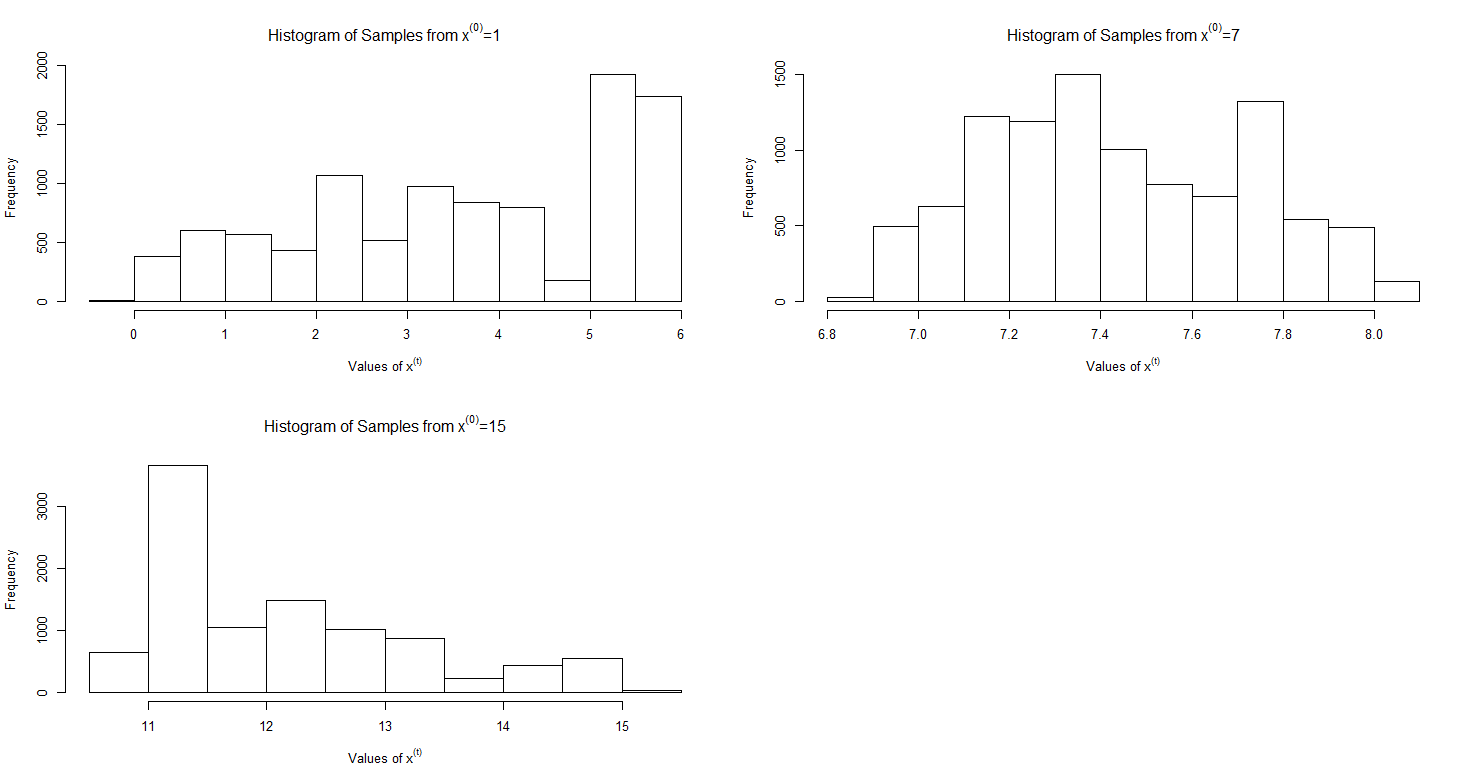 Histogram of Samples from x(0)=1
Frequency
2000
1500
1000
500
0
0 1 2 3 4 5 6
Values of x(t)
Histogram of Samples from x(0)=7
Frequency
1500
1000
500
0
6.8 7.0 7.2 7.4 7.6 7.8 8.0
Values of x(t)
Histogram of Samples from x(0)=15
Frequency
3000
2000
1000
0
11 12 13 14 15
Values of x(t)